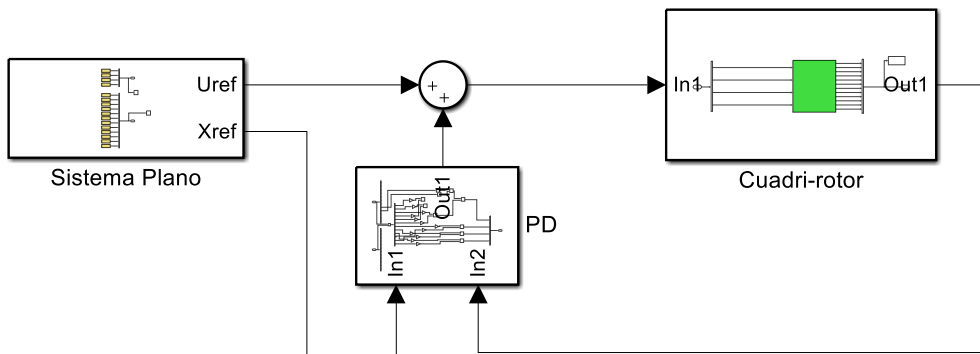 Uref
Xref
Sistema Plano
+
+
In1
Out1
Cuadri-rotor
Out1
In1
In2
PD